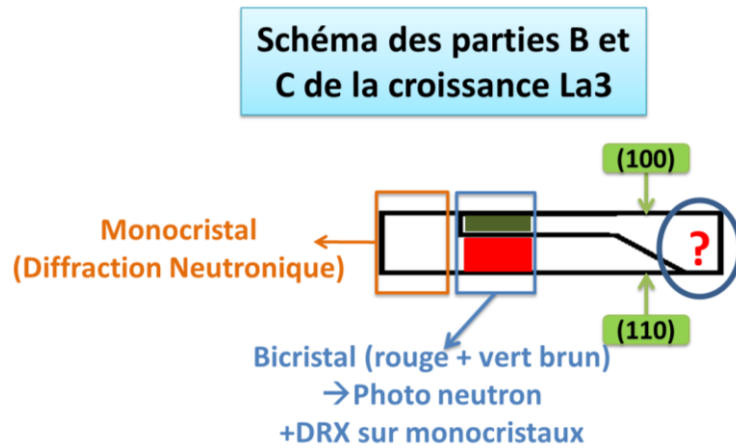 Schéma des parties B et
C de la croissance La3
(100)
Monocristal
(Diffraction Neutronique)
?
(110)
Bicristal (rouge + vert brun)
→Photo neutron
+DRX sur monocristaux